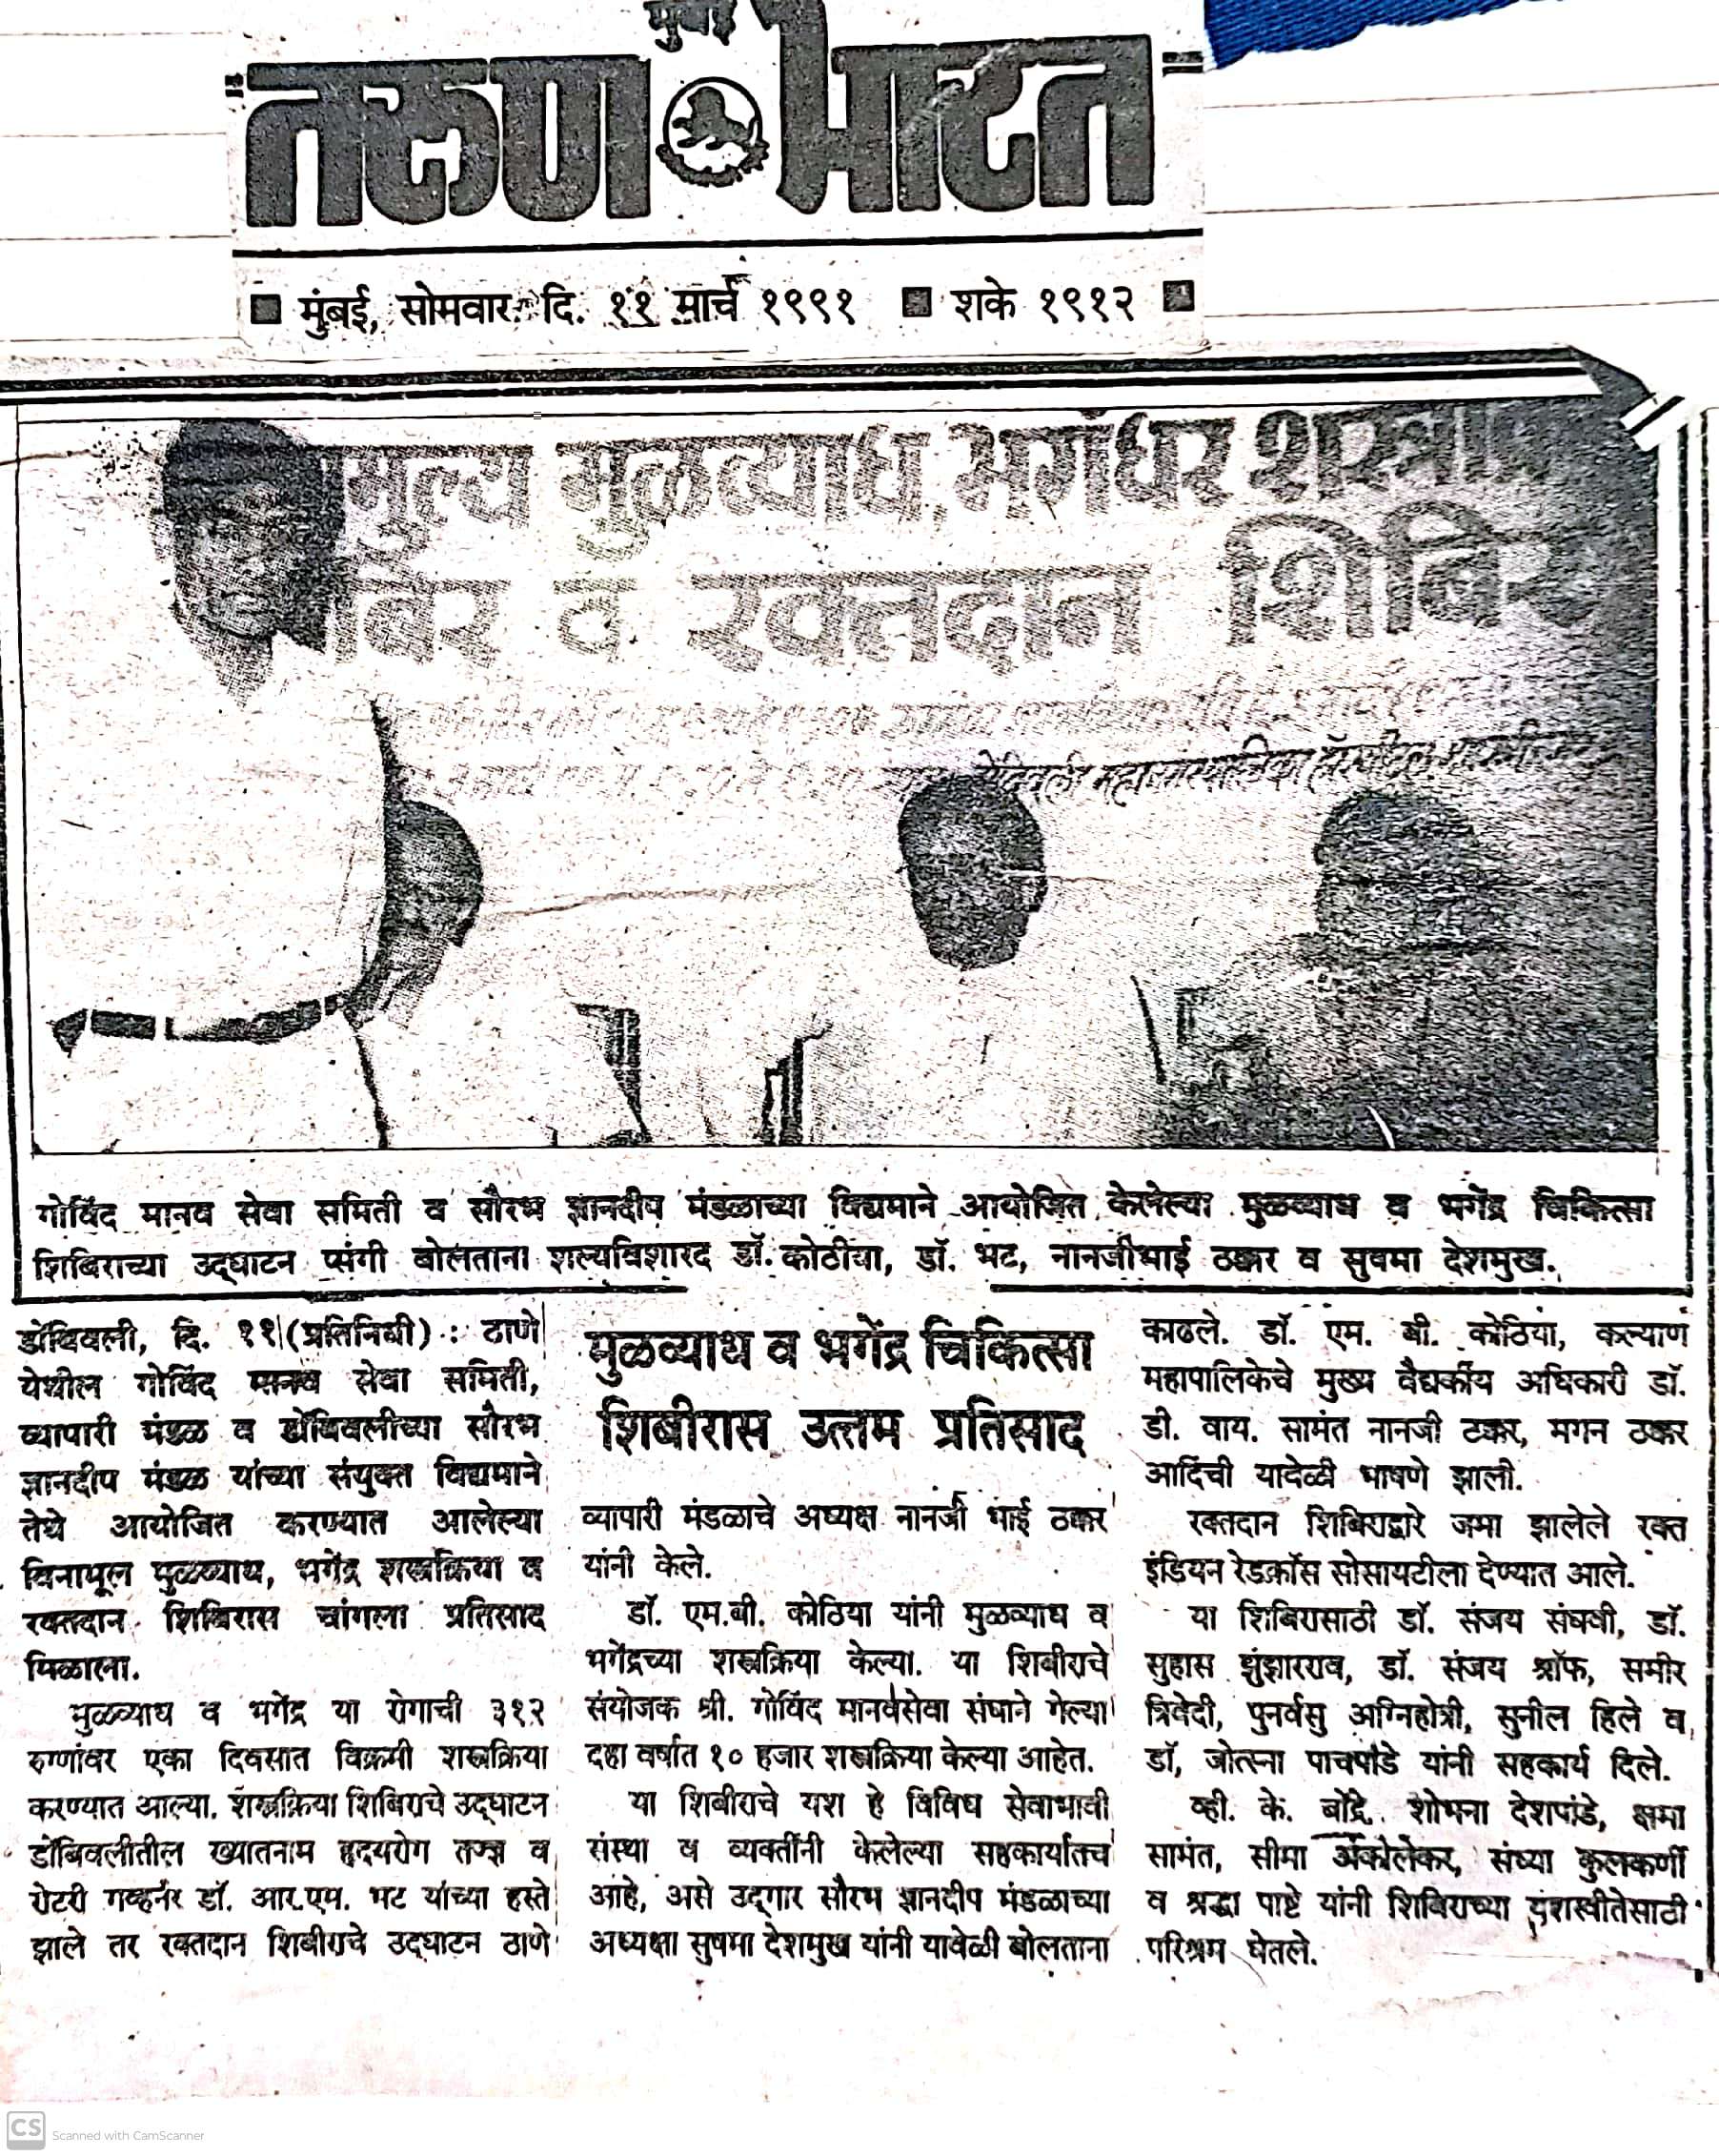 मुंबई
तरुण भारत
मुंबई, सोमवार दि. ११ मार्च १९९१ शके १९१२
मुल्य मुळव्याध, भगंधर शस्त्र
बिर व रक्तदान शिबिर
गोविंद मानव सेवा समिती व सौरभ ज्ञानदीप मंडळाच्या विद्यमाने आयोजित केलेल्या मुळव्याध व भगेंद्र चिकित्सा
शिबिराच्या उद्घाटन प्संगी बोलताना शल्यविशारद डॉ. कोठीया, डॉ. भट, नानजीभाई ठक्कर व सुषमा देशमुख.
डोंबिवली, दि. ११ (प्रतिनिधी) : ठाणे
येथील गोविंद मानव सेवा समिती,
व्यापारी मंडळ व डोंबिवलीच्या सौरभ
ज्ञानदीप मंडळ यांच्या संयुक्त विद्यमाने
तेथे आयोजित करण्यात आलेल्या
विनामूल मुळव्याध, भगेंद्र शस्त्रक्रिया व
रक्तदान शिबिरास चांगला प्रतिसाद
मिळाला.
मुळव्याध व भगेंद्र या रोगाची ३१२
रुग्णांवर एका दिवसात विक्रमी शस्त्रक्रिया
करण्यात आल्या. शस्त्रक्रिया शिबिराचे उद्घाटन
डोंबिवलीतील ख्यातनाम हृदयरोग तज्ज्ञ व
रोटरी गव्हर्नर डॉ. आर.एम. भट यांच्या हस्ते
झाले तर रक्तदान शिबीराचे उद्घाटन ठाणे
मुळव्याध व भगेंद्र चिकित्सा
शिबीरास उत्तम प्रतिसाद
व्यापारी मंडळाचे अध्यक्ष नानजी भाई ठक्कर
यांनी केले.
डॉ. एम.बी. कोठिया यांनी मुळव्याध व
भगेंद्रच्या शस्त्रक्रिया केल्या. या शिबीराचे
संयोजक श्री. गोविंद मानवसेवा संघाने गेल्या
दहा वर्षात १० हजार शस्त्रक्रिया केल्या आहेत.
या शिबीराचे यश हे विविध सेवाभावी
संस्था व व्यक्तींनी केलेल्या सहकार्यातच
आहे, असे उद्गार सौरभ ज्ञानदीप मंडळाच्या
अध्यक्षा सुषमा देशमुख यांनी यावेळी बोलताना
काढले. डॉ. एम. बी. कोठिया, कल्याण
महापालिकेचे मुख्य वैद्यकीय अधिकारी डॉ.
डी. वाय. सामंत नानजी टक्कर, मगन ठक्कर
आदिंची यादेळी भाषणे झाली.
रक्तदान शिबिराद्वारे जमा झालेले रक्त
इंडियन रेडक्रॉस सोसायटीला देण्यात आले.
या शिबिरासाठी डॉ. संजय संघवी, डॉ.
सुहास झुंझारराव, डॉ. संजय श्रॉफ, समीर
त्रिवेदी, पुनर्वसु अग्निहोत्री, सुनील हिले व
डॉ, जोत्स्ना पाचपांडे यांनी सहकार्य दिले.
व्ही. के. बोंद्रे. शोभना देशपांडे, क्षमा
सामंत, सीमा अंकोलेकर, संध्या कुलकर्णी
व श्रद्धा पाष्टे यांनी शिबिराच्या यशस्वीतेसाठी
परिश्रम घेतले.
CS Scanned with CamScanner